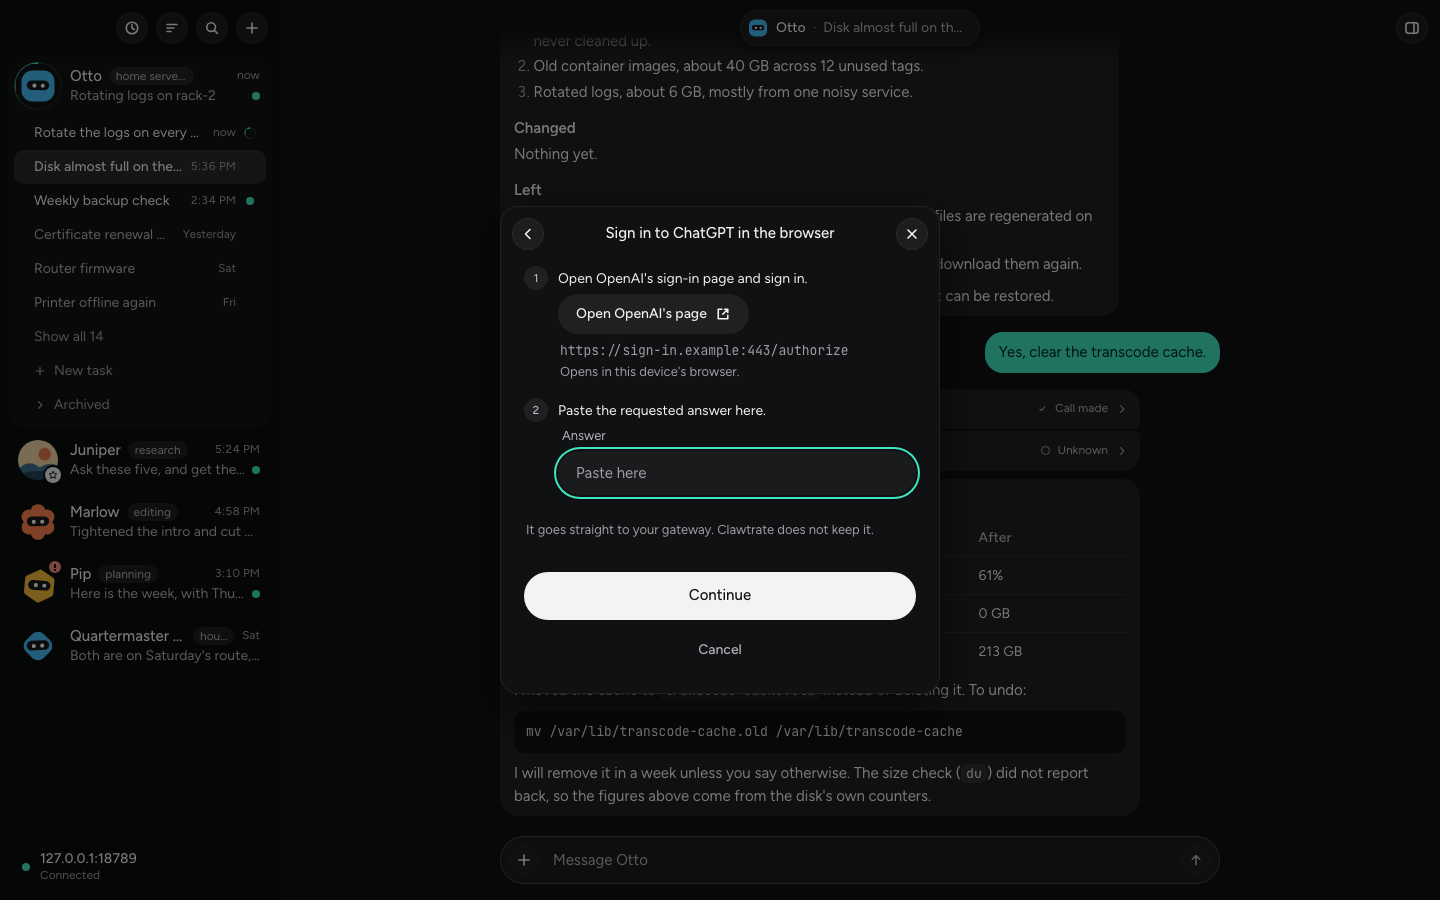 Otto home serve... now
Rotating logs on rack-2
Rotate the logs on every ... now
Disk almost full on the... 5:36 PM
Weekly backup check 2:34 PM
Certificate renewal ... Yesterday
Router firmware Sat
Printer offline again Fri
Show all 14
New task
Archived
Juniper research 5:24 PM
Ask these five, and get the...
Marlow editing 4:58 PM
Tightened the intro and cut ...
Pip planning 3:10 PM
Here is the week, with Thu...
Quartermaster ... hou... Sat
Both are on Saturday's route,...
127.0.0.1:18789
Connected
Otto · Disk almost full on th...
never cleaned up.
2. Old container images, about 40 GB across 12 unused tags.
3. Rotated logs, about 6 GB, mostly from one noisy service.
Changed
Nothing yet.
Left
files are regenerated on
download them again.
can be restored.
Yes, clear the transcode cache.
Call made
Unknown
After
61%
0 GB
213 GB
it. To undo:
mv /var/lib/transcode-cache.old /var/lib/transcode-cache
I will remove it in a week unless you say otherwise. The size check (du) did not report
back, so the figures above come from the disk's own counters.
Message Otto
Sign in to ChatGPT in the browser
1 Open OpenAI's sign-in page and sign in.
Open OpenAI's page
https://sign-in.example:443/authorize
Opens in this device's browser.
2 Paste the requested answer here.
Answer
Paste here
It goes straight to your gateway. Clawtrate does not keep it.
Continue
Cancel